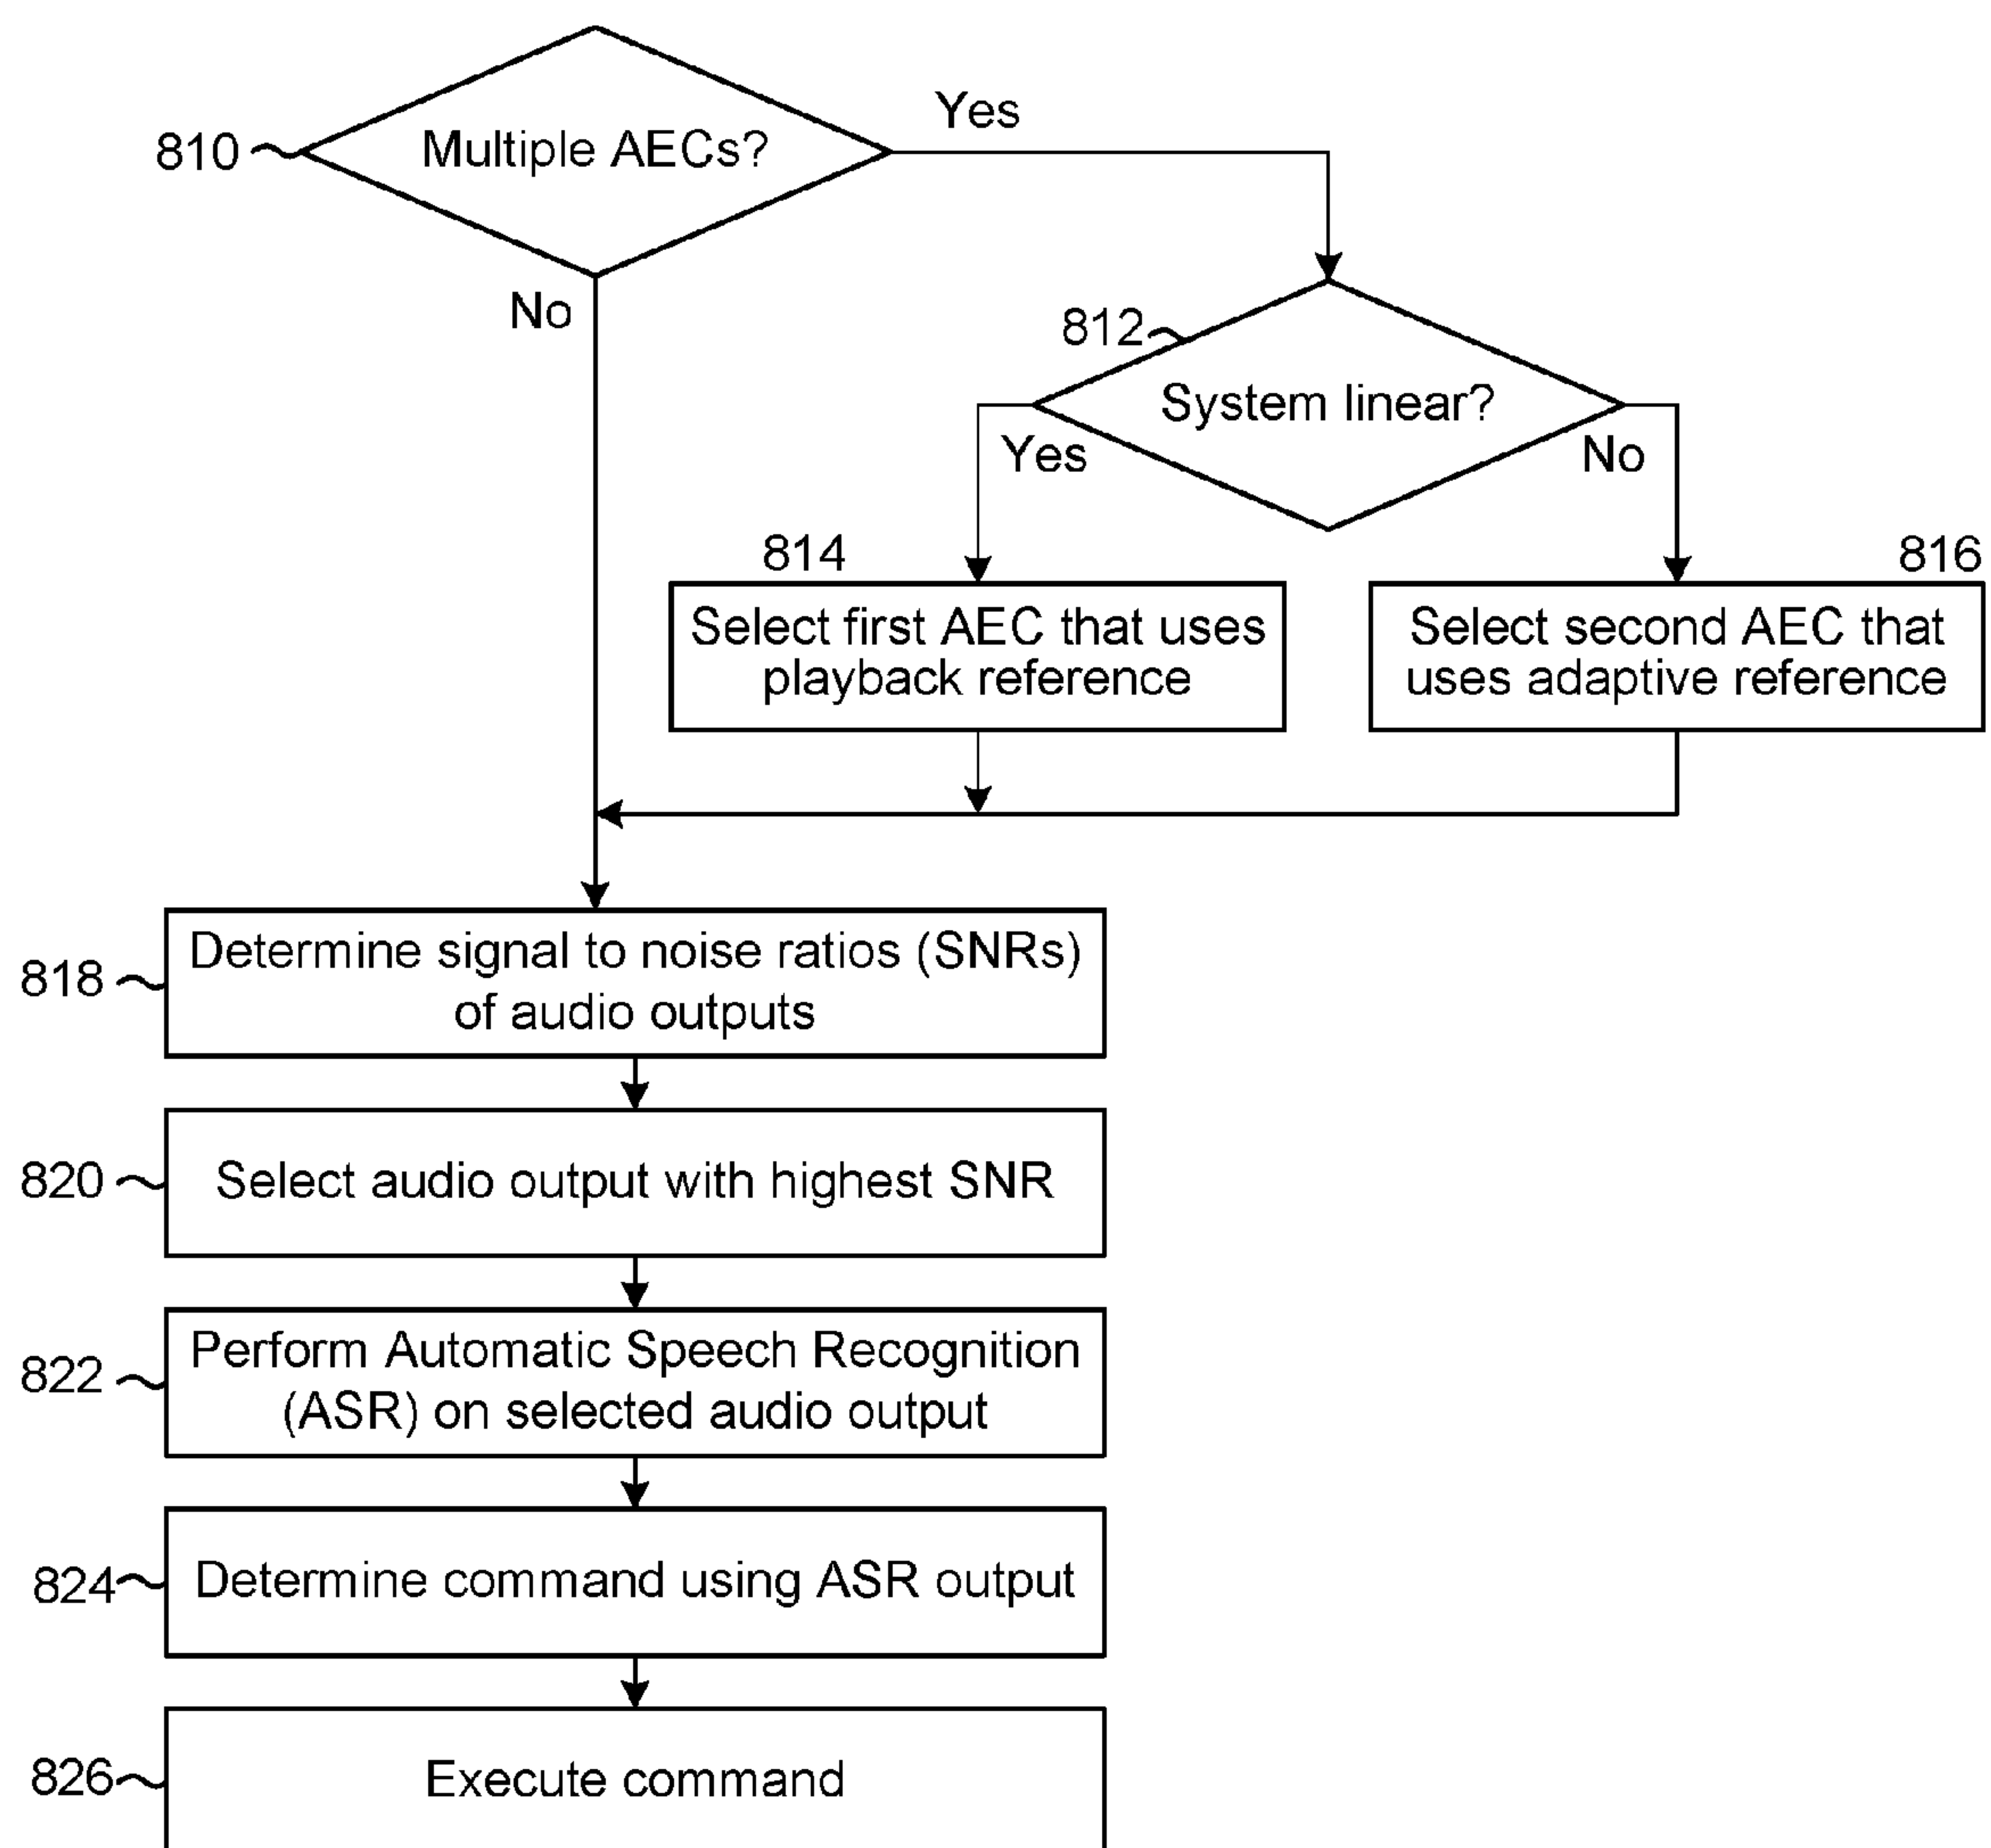 810
Multiple AECs?
Yes
No
812
System linear?
Yes
No
814
Select first AEC that uses
playback reference
816
Select second AEC that
uses adaptive reference
818
Determine signal to noise ratios (SNRs)
of audio outputs
820
Select audio output with highest SNR
822
Perform Automatic Speech Recognition
(ASR) on selected audio output
824
Determine command using ASR output
826
Execute command